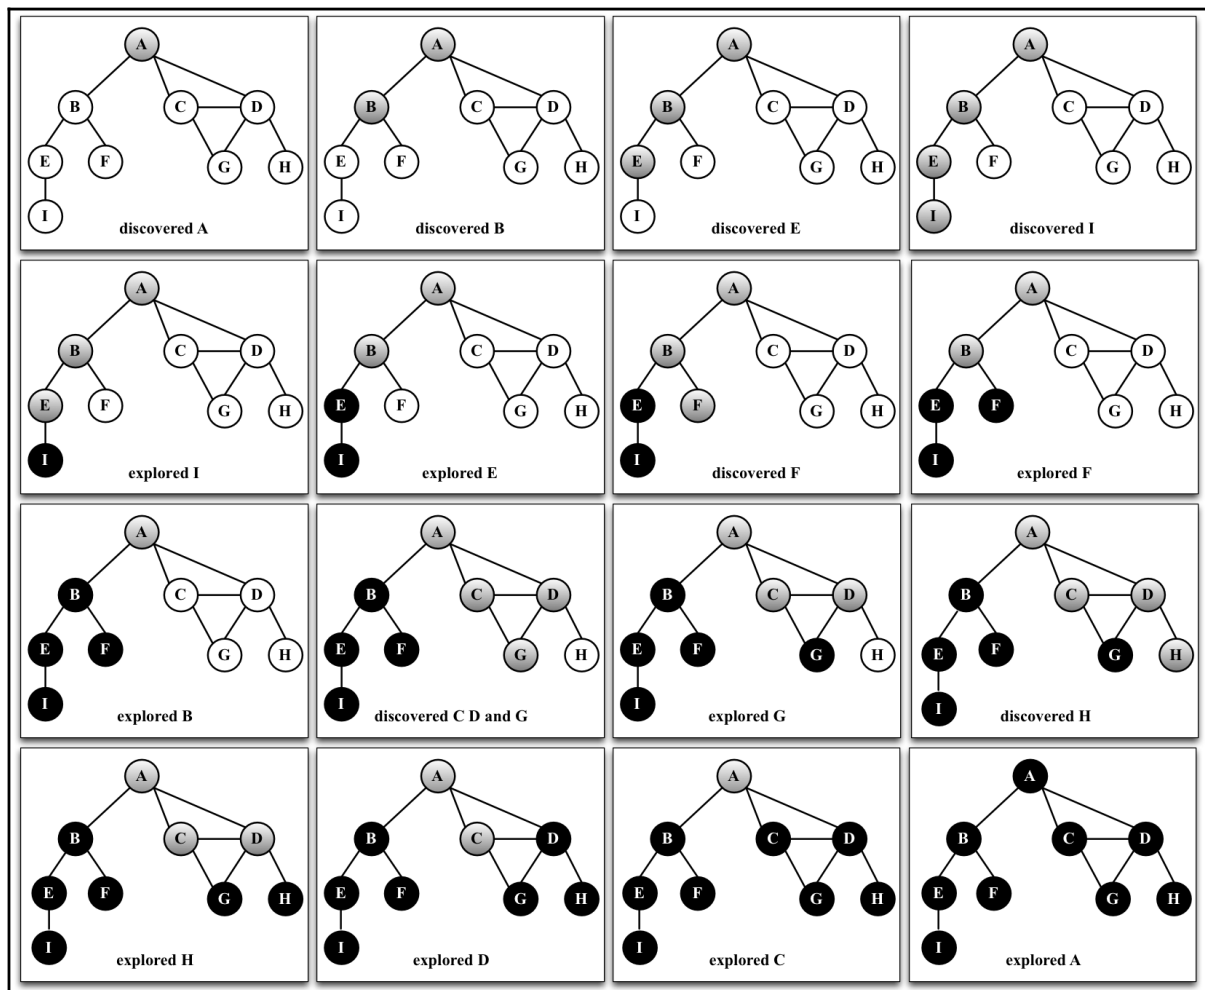 A
B C D
E F G H
I
discovered A
A
B C D
E F G H
I
discovered B
A
B C D
E F G H
I
discovered E
A
B C D
E F G H
I
discovered I
A
B C D
E F G H
I
explored I
A
B C D
E F G H
I
explored E
A
B C D
E F G H
I
discovered F
A
B C D
E F G H
I
explored F
A
B C D
E F G H
I
explored B
A
B C D
E F G H
I
discovered C D and G
A
B C D
E F G H
I
explored G
A
B C D
E F G H
I
discovered H
A
B C D
E F G H
I
explored H
A
B C D
E F G H
I
explored D
A
B C D
E F G H
I
explored C
A
B C D
E F G H
I
explored A